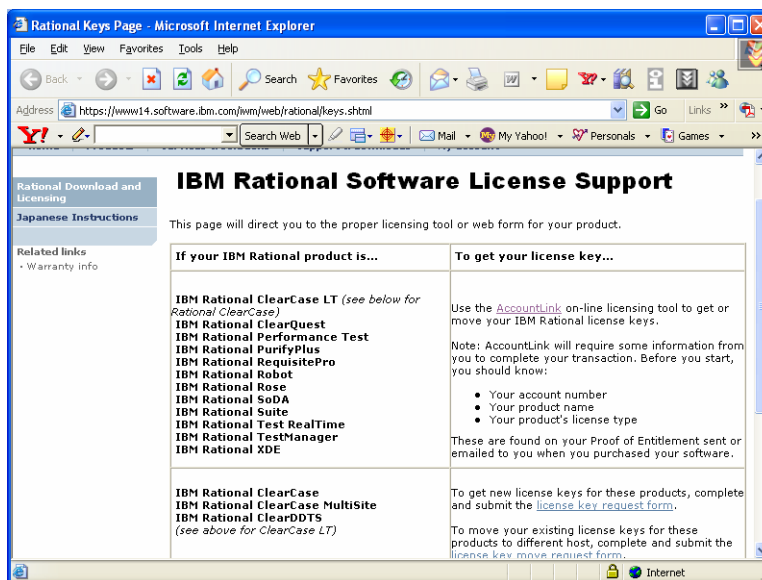 Rational Keys Page - Microsoft Internet Explorer
File Edit View Favorites Tools Help
Back Search Favorites
Address https://www14.software.ibm.com/iwm/web/rational/keys.shtml Go Links »
Y! Search Web Mail My Yahoo! Personals Games »
Rational Download and
Licensing
Japanese Instructions
Related links
• Warranty info
IBM Rational Software License Support
This page will direct you to the proper licensing tool or web form for your product.
If your IBM Rational product is... To get your license key...
IBM Rational ClearCase LT (see below for
Rational ClearCase)
IBM Rational ClearQuest
IBM Rational Performance Test
IBM Rational PurifyPlus
IBM Rational RequisitePro
IBM Rational Robot
IBM Rational Rose
IBM Rational SoDA
IBM Rational Suite
IBM Rational Test RealTime
IBM Rational TestManager
IBM Rational XDE
Use the AccountLink on-line licensing tool to get or
move your IBM Rational license keys.
Note: AccountLink will require some information from
you to complete your transaction. Before you start,
you should know:
• Your account number
• Your product name
• Your product's license type
These are found on your Proof of Entitlement sent or
emailed to you when you purchased your software.
IBM Rational ClearCase
IBM Rational ClearCase MultiSite
IBM Rational ClearDDTS
(see above for ClearCase LT)
To get new license keys for these products, complete
and submit the license key request form.
To move your existing license keys for these
products to different host, complete and submit the
license key move request form.
Internet